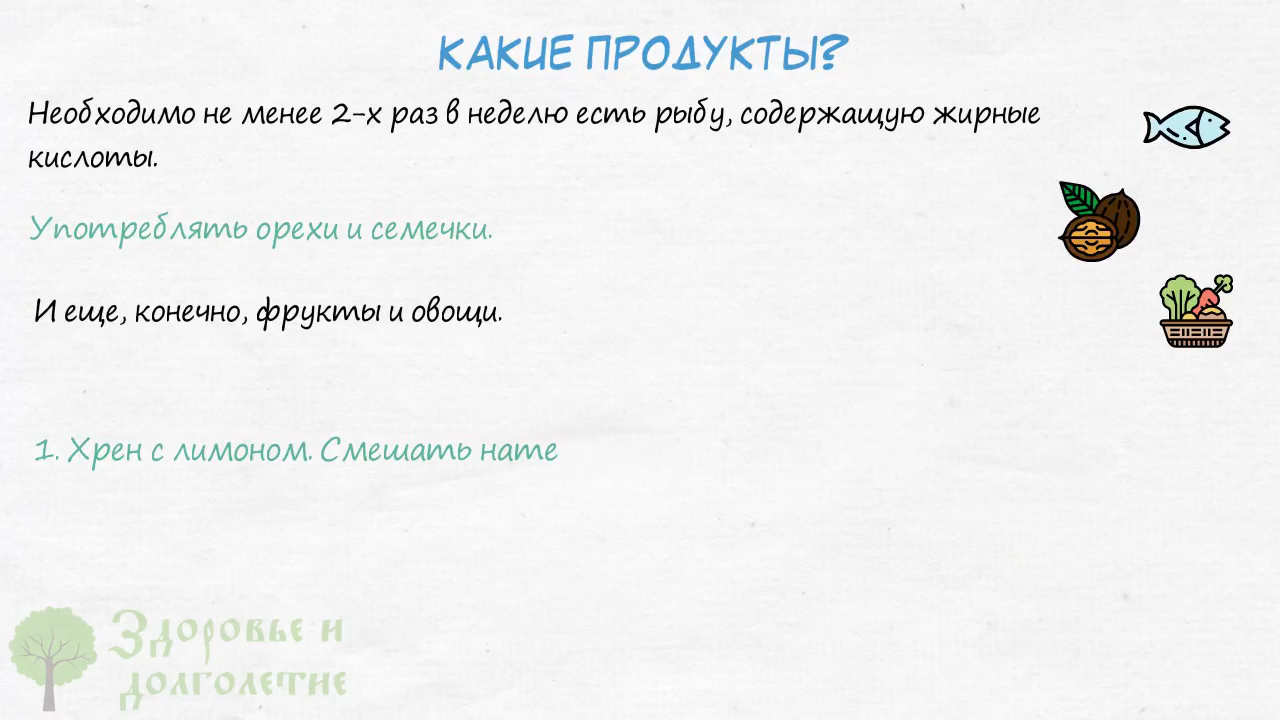 КАКИЕ ПРОДУКТЫ?
Необходимо не менее 2-х раз в неделю есть рыбу, содержащую жирные
кислоты.
Употреблять орехи и семечки.
И еще, конечно, фрукты и овощи.
1. Хрен с лимоном. Смешать нате
Здоровье и
долголетие